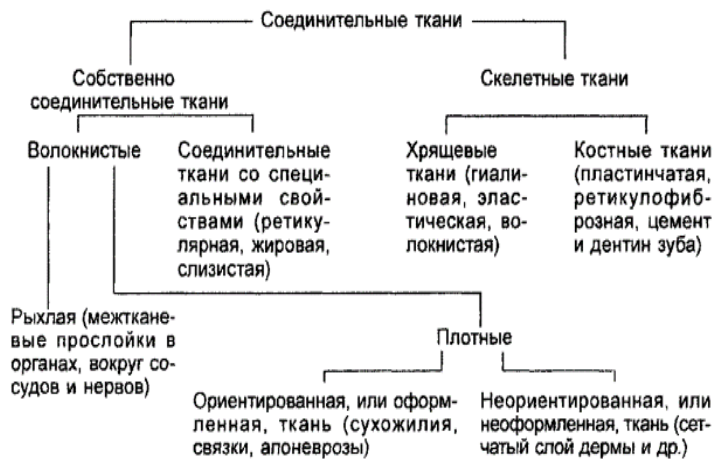 Соединительные ткани
Собственно
соединительные ткани
Скелетные ткани
Волокнистые
Соединительные
ткани со специ-
альными свой-
ствами (ретику-
лярная, жировая,
слизистая)
Хрящевые
ткани (гиали-
новая, элас-
тическая, во-
локнистая)
Костные ткани
(пластинчатая,
ретикулофиб-
розная, цемент
и дентин зуба)
Рыхлая (межткане-
вые прослойки в
органах, вокруг со-
судов и нервов)
Плотные
Ориентированная, или оформ-
ленная, ткань (сухожилия,
связки, апоневрозы)
Неориентированная, или
неоформленная, ткань (сет-
чатый слой дермы и др.)